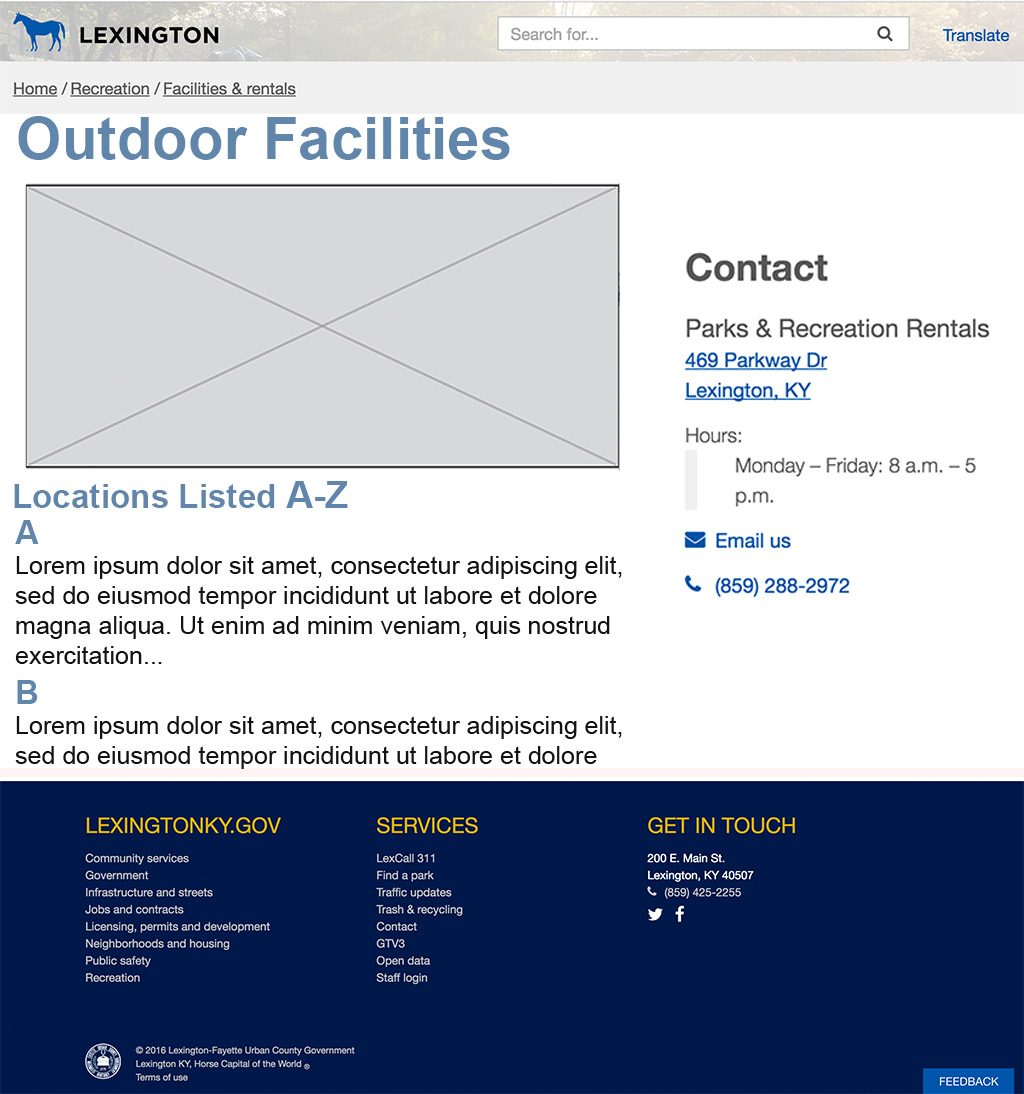 LEXINGTON
Search for...
Translate
Home / Recreation / Facilities & rentals
Outdoor Facilities
Locations Listed A-Z
A
Lorem ipsum dolor sit amet, consectetur adipiscing elit,
sed do eiusmod tempor incididunt ut labore et dolore
magna aliqua. Ut enim ad minim veniam, quis nostrud
exercitation...
B
Lorem ipsum dolor sit amet, consectetur adipiscing elit,
sed do eiusmod tempor incididunt ut labore et dolore
Contact
Parks & Recreation Rentals
469 Parkway Dr
Lexington, KY
Hours:
Monday – Friday: 8 a.m. – 5
p.m.
Email us
(859) 288-2972
LEXINGTONKY.GOV
Community services
Government
Infrastructure and streets
Jobs and contracts
Licensing, permits and development
Neighborhoods and housing
Public safety
Recreation
SERVICES
LexCall 311
Find a park
Traffic updates
Trash & recycling
Contact
GTV3
Open data
Staff login
GET IN TOUCH
200 E. Main St.
Lexington, KY 40507
(859) 425-2255
© 2016 Lexington-Fayette Urban County Government
Lexington KY, Horse Capital of the World ®
Terms of use
FEEDBACK